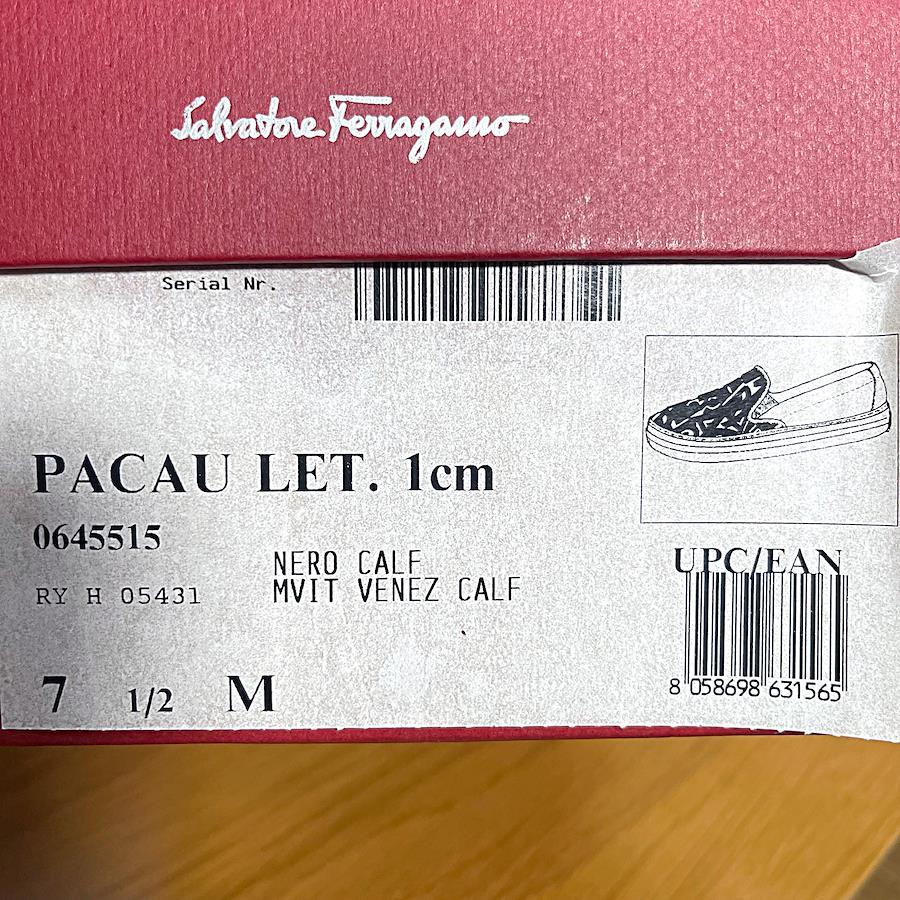 Salvatore Ferragamo
Serial Nr.
PACAU LET. 1cm
0645515
NERO CALF
RY H 05431
MVIT VENEZ CALF
UPC/EAN
7 1/2 M
8 058698 631565